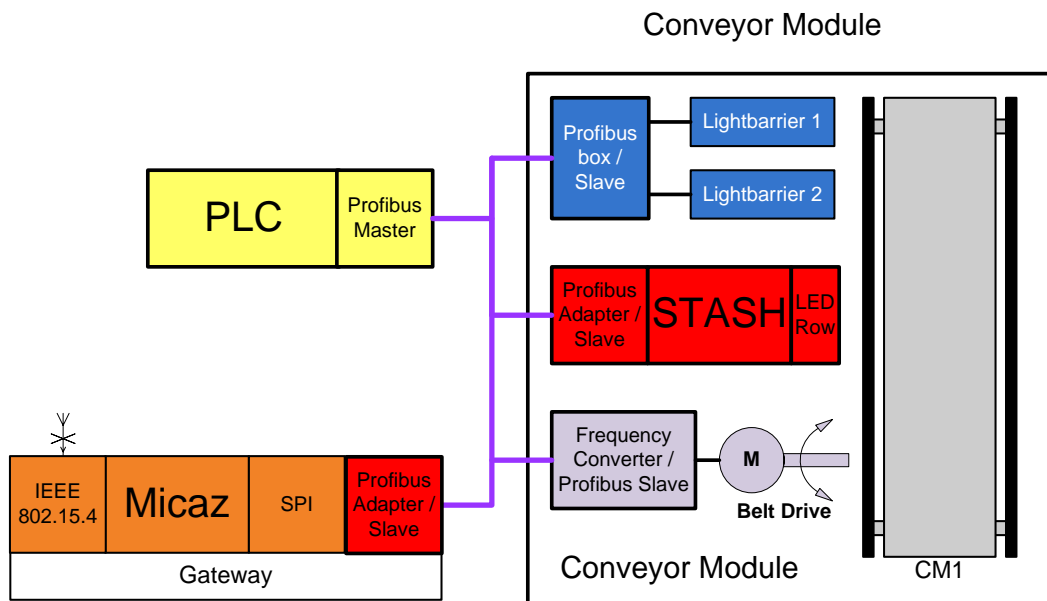 Conveyor Module
Profibus
box /
Slave
Lightbarrier 1
Lightbarrier 2
PLC
Profibus
Master
Profibus
Adapter /
Slave
STASH
LED
Row
Frequency
Converter /
Profibus Slave
M
Belt Drive
IEEE
802.15.4
Micaz
SPI
Profibus
Adapter /
Slave
Gateway
Conveyor Module
CM1